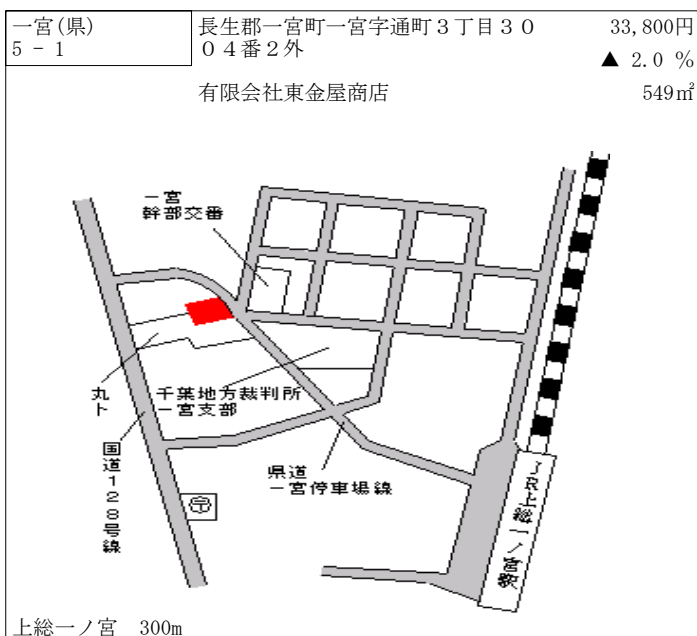 一宮(県)
5 - 1
長生郡一宮町一宮字通町３丁目３０
０４番２外
33,800円
▲ 2.0 %
有限会社東金屋商店
549㎡
一宮
幹部交番
丸ト
千葉地方裁判所
一宮支部
国道１２８号線
県道
一宮停車場線
〒
ＪＲ上総一ノ宮駅
上総一ノ宮　300m